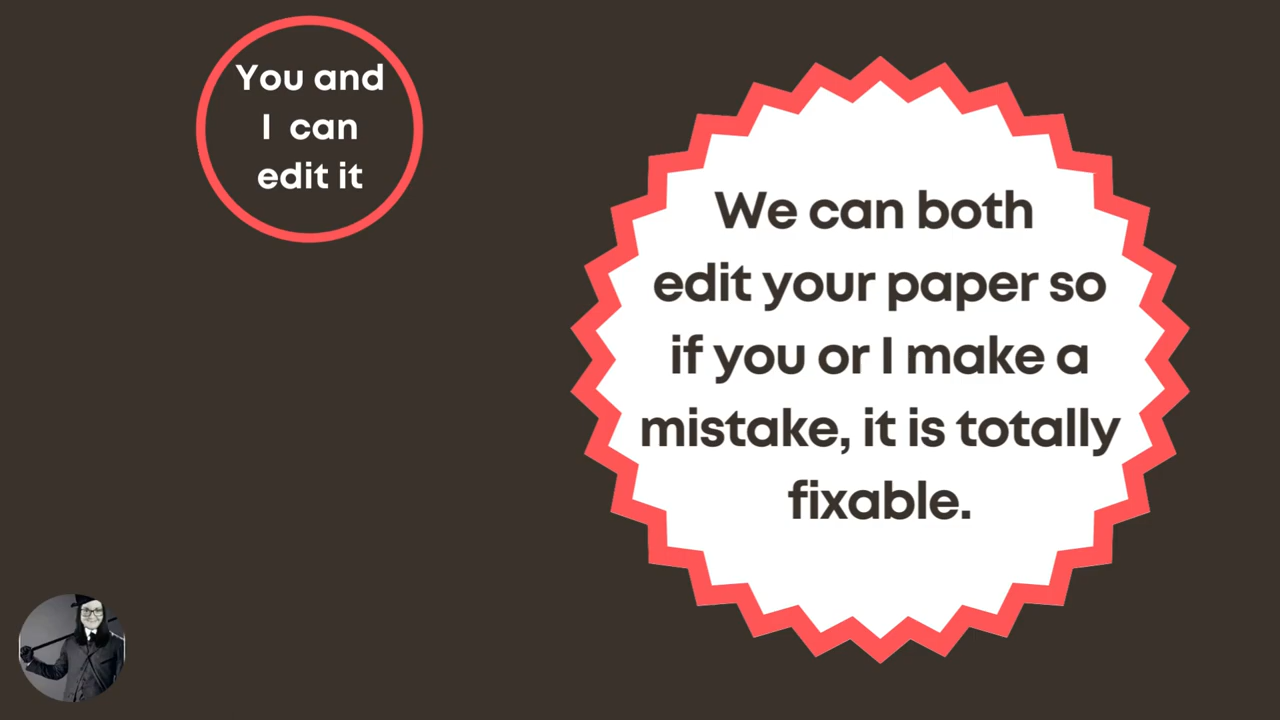 You and
I can
edit it
We can both
edit your paper so
if you or I make a
mistake, it is totally
fixable.